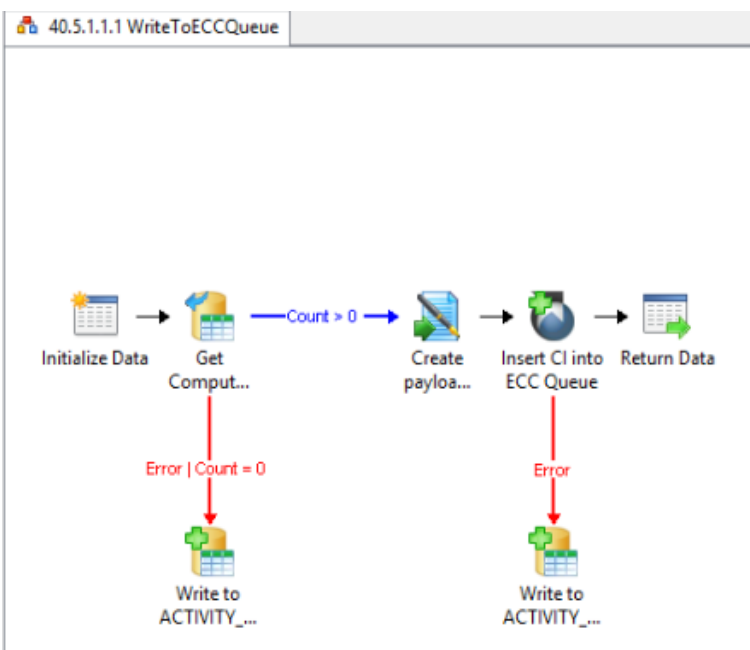 40.5.1.1.1 WriteToECCQueue
Count > 0
Initialize Data
Get
Comput...
Create
payloa...
Insert CI into
ECC Queue
Return Data
Error | Count = 0
Error
Write to
ACTIVITY_...
Write to
ACTIVITY_...